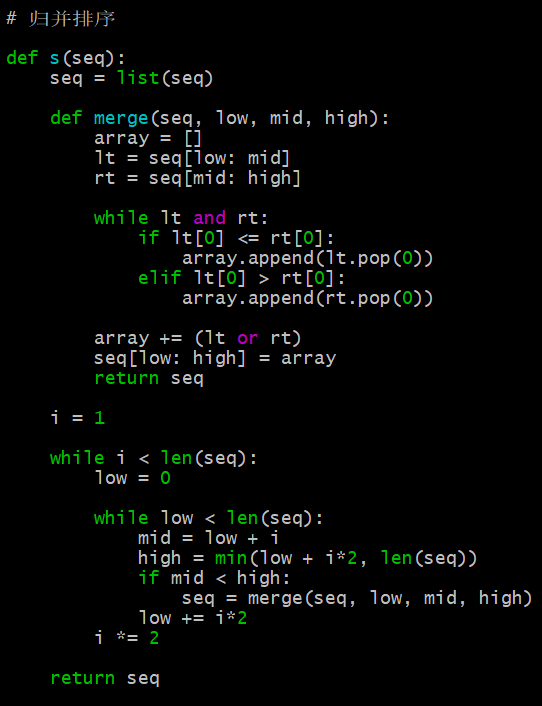 # 归并排序
def s(seq):
    seq = list(seq)
    def merge(seq, low, mid, high):
        array = []
        lt = seq[low: mid]
        rt = seq[mid: high]
        while lt and rt:
            if lt[0] <= rt[0]:
                array.append(lt.pop(0))
            elif lt[0] > rt[0]:
                array.append(rt.pop(0))
        array += (lt or rt)
        seq[low: high] = array
        return seq
    i = 1
    while i < len(seq):
        low = 0
        while low < len(seq):
            mid = low + i
            high = min(low + i*2, len(seq))
            if mid < high:
                seq = merge(seq, low, mid, high)
            low += i*2
        i *= 2
    return seq